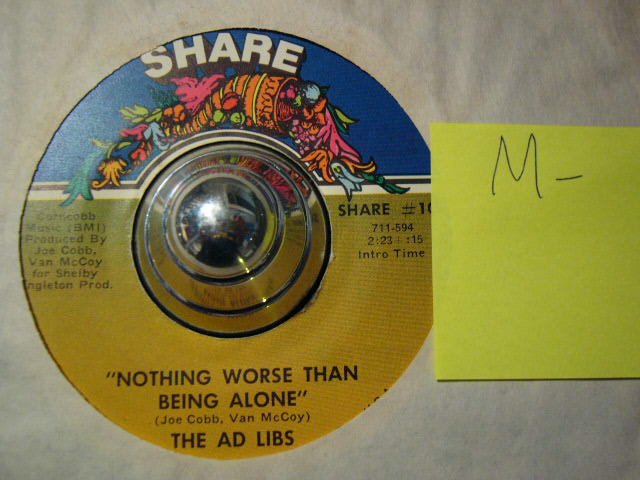 SHARE
Corncobb
Music (BMI)
Produced By
Joe Cobb,
Van McCoy
for Shelby
ngleton Prod.
SHARE #10
711-594
2:23 + :15
Intro Time
"NOTHING WORSE THAN
BEING ALONE"
(Joe Cobb, Van McCoy)
THE AD LIBS
M-